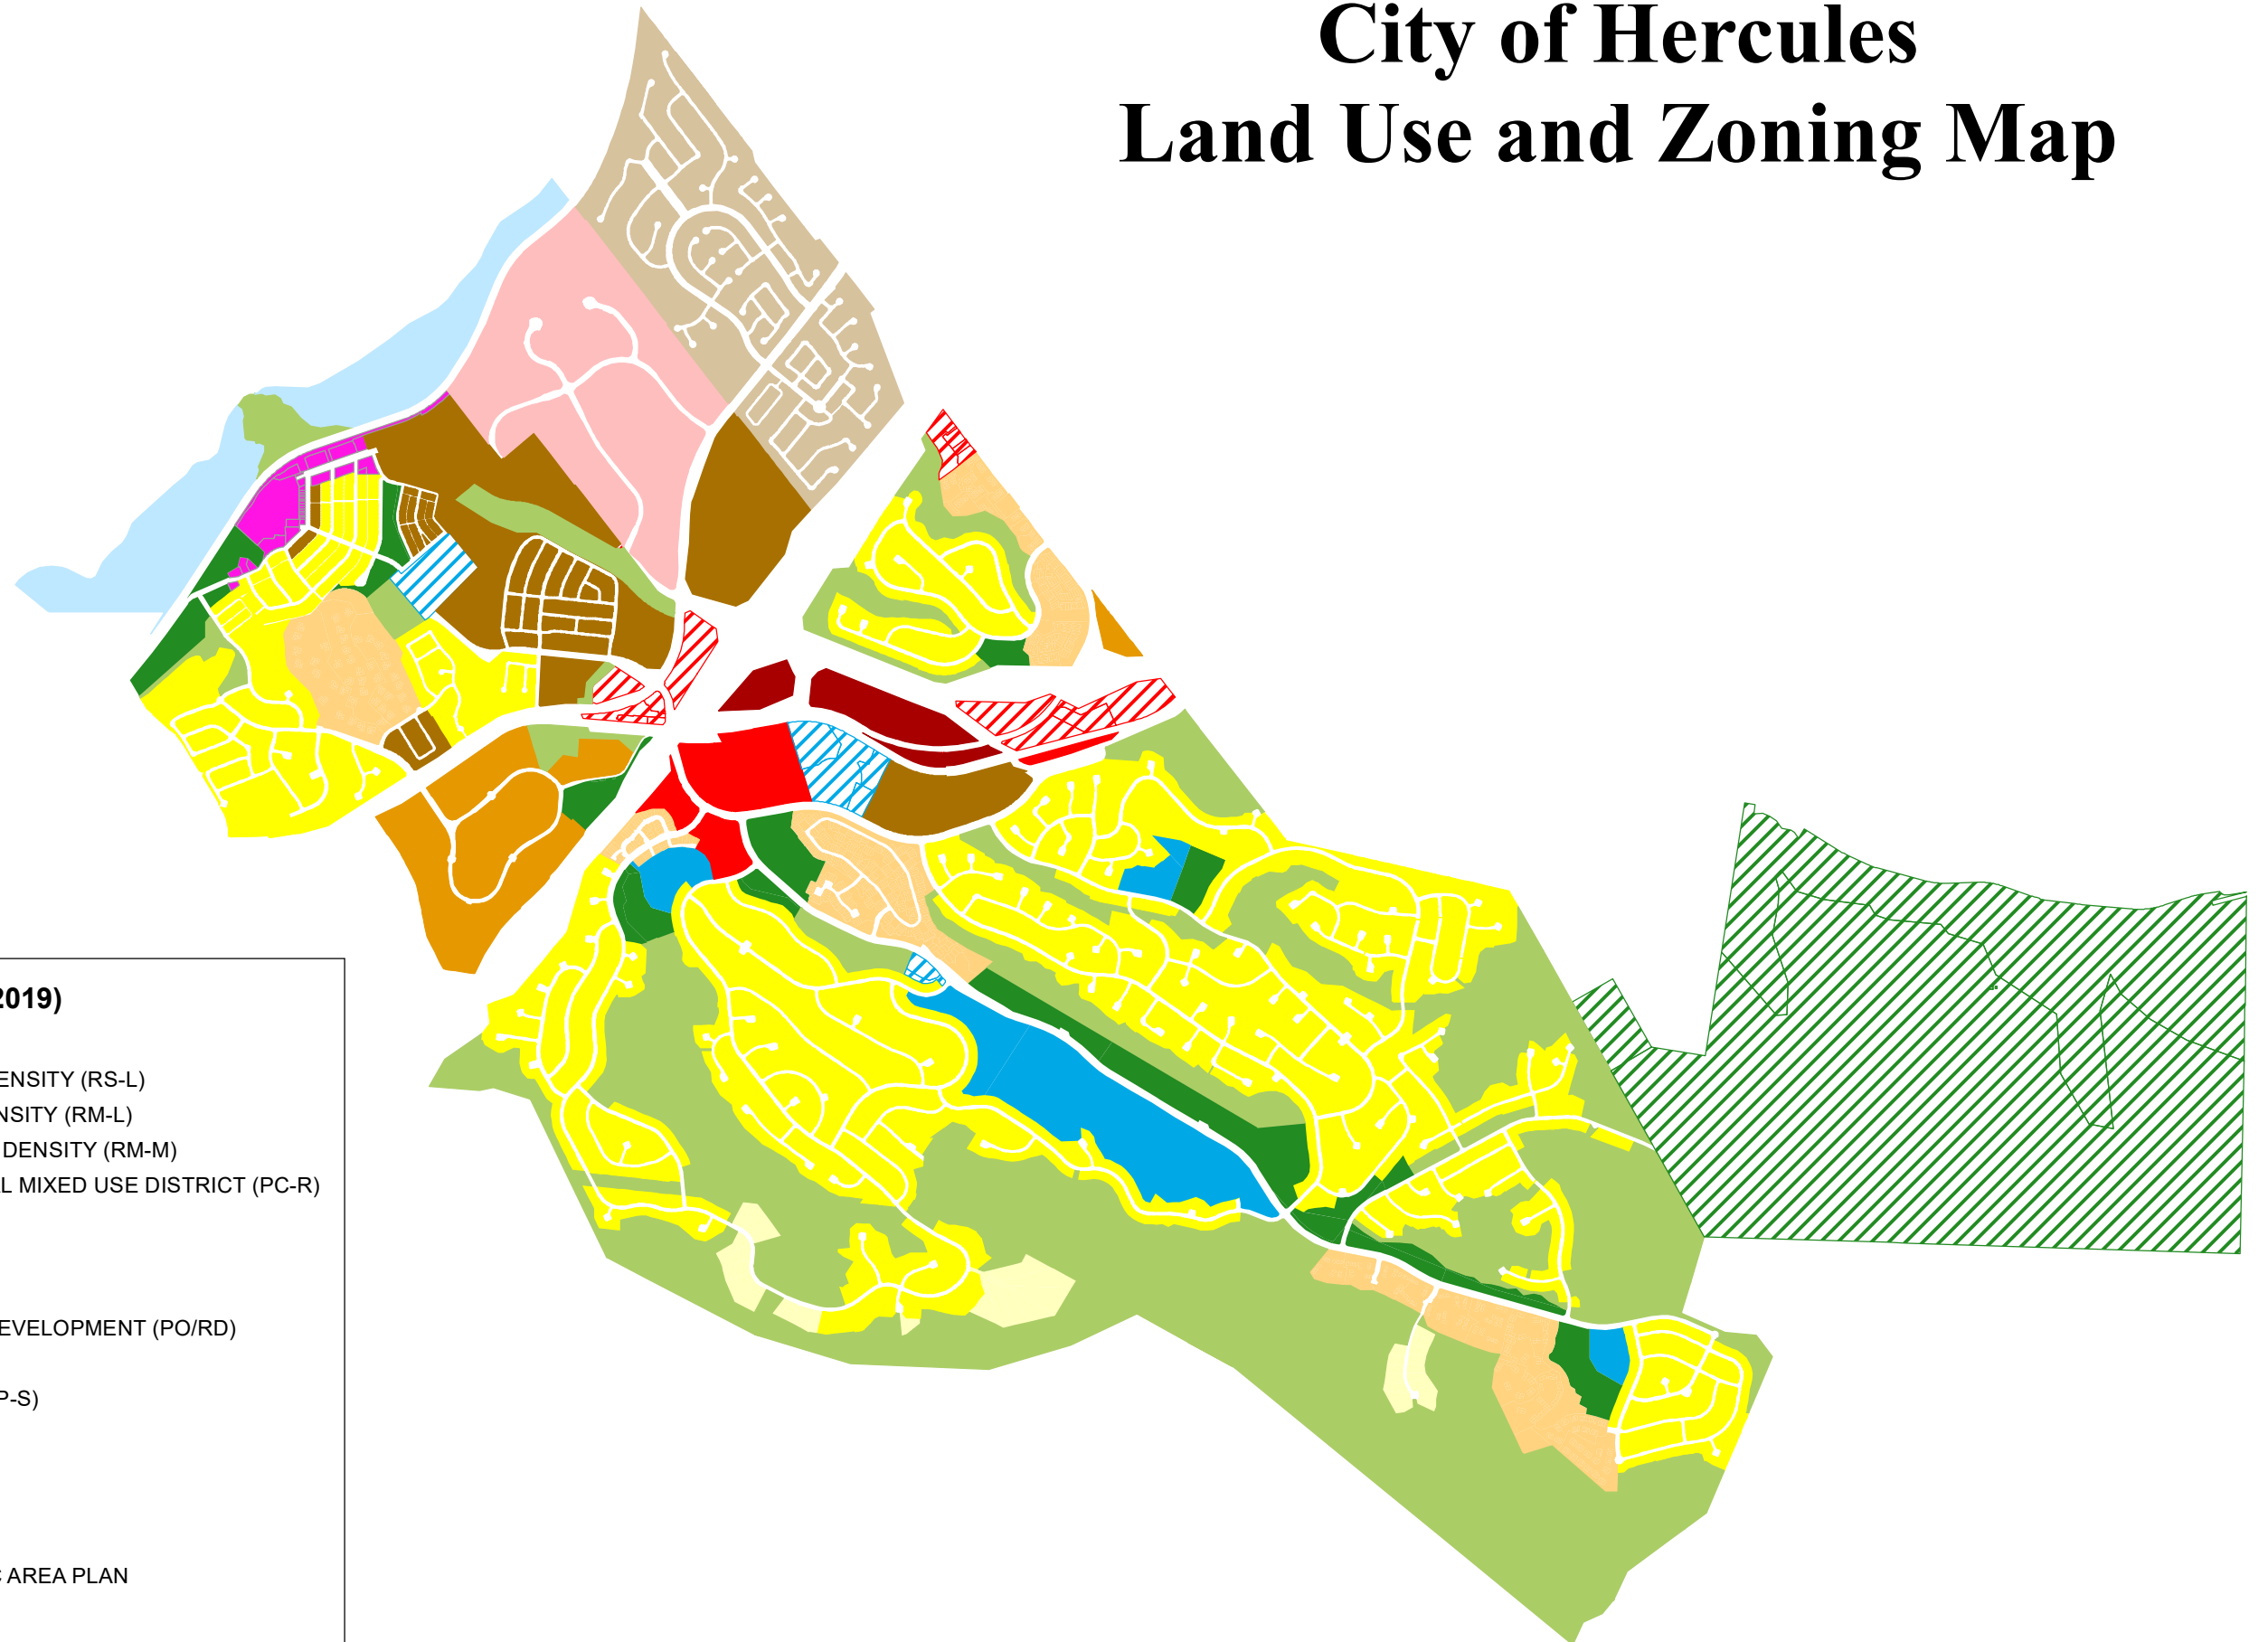 City of Hercules
Land Use and Zoning Map
2019)
ENSITY (RS-L)
NSITY (RM-L)
DENSITY (RM-M)
L MIXED USE DISTRICT (PC-R)
EVELOPMENT (PO/RD)
P-S)
AREA PLAN